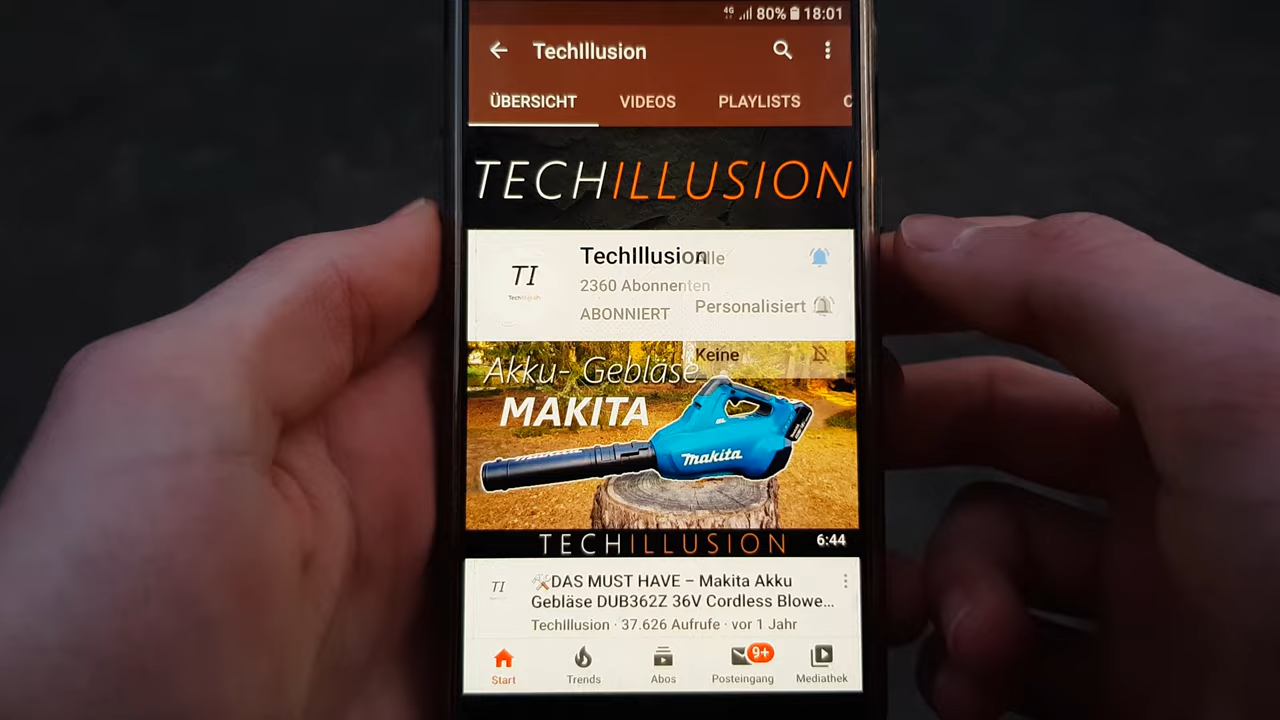 4G 80% 18:01
TechIllusion
ÜBERSICHT VIDEOS PLAYLISTS C
TECHILLUSION
TechIllusion Alle
TI
2360 Abonnenten
ABONNIERT Personalisiert
Keine
Akku- Gebläse
MAKITA
makita
TECHILLUSION 6:44
TI 🛠DAS MUST HAVE – Makita Akku
Gebläse DUB362Z 36V Cordless Blowe…
TechIllusion · 37.626 Aufrufe · vor 1 Jahr
9+
Start Trends Abos Posteingang Mediathek